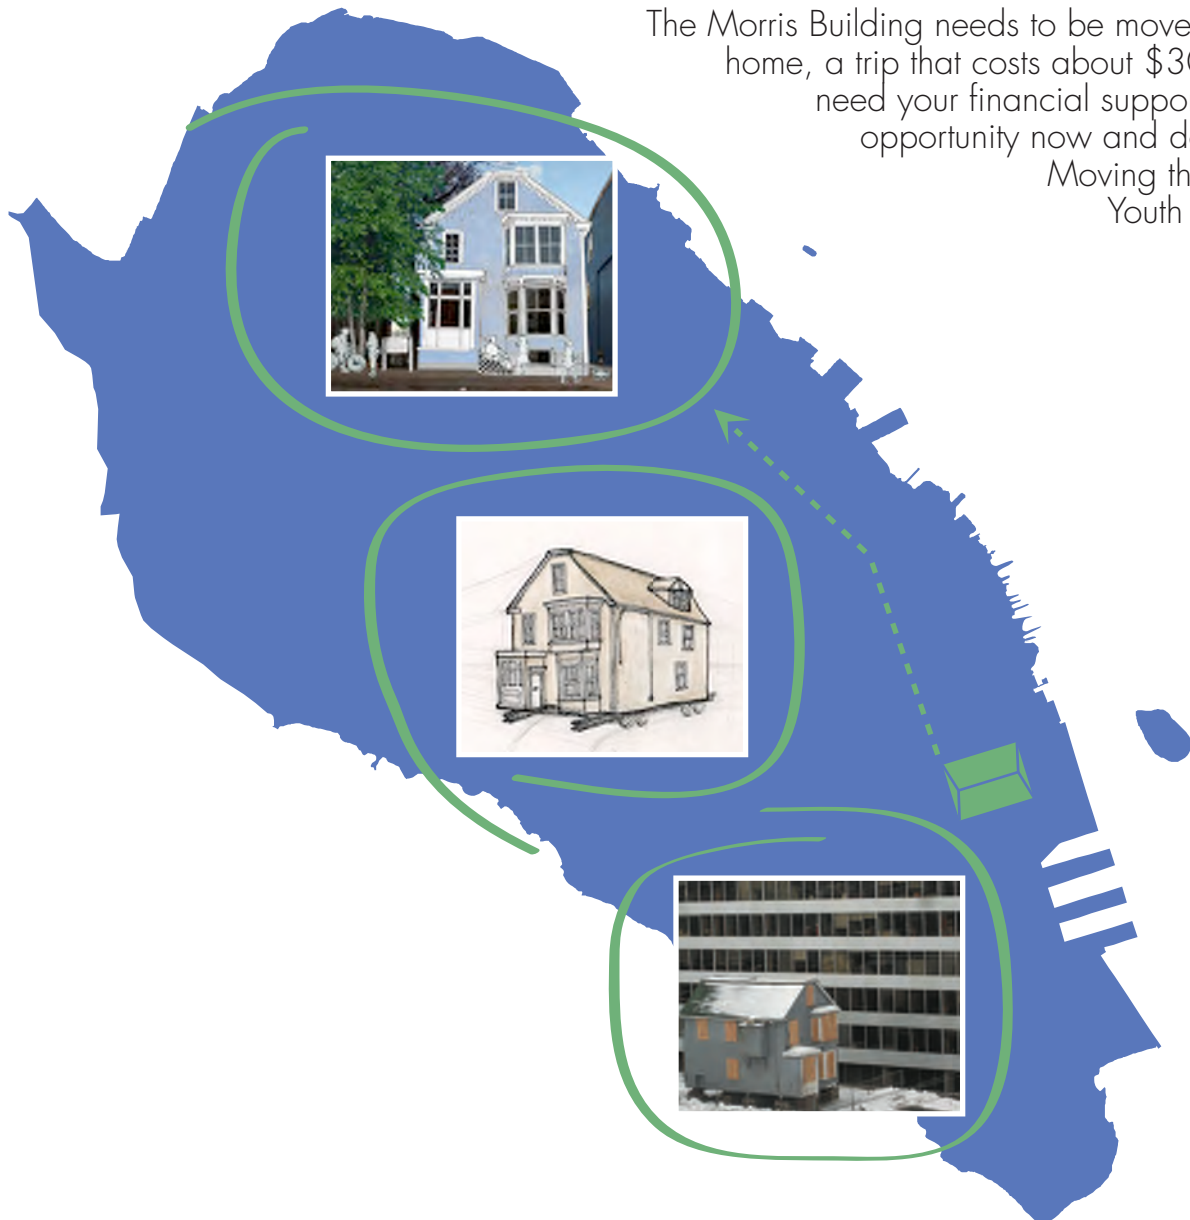 The Morris Building needs to be move
home, a trip that costs about $30
need your financial suppo
opportunity now and d
Moving th
Youth